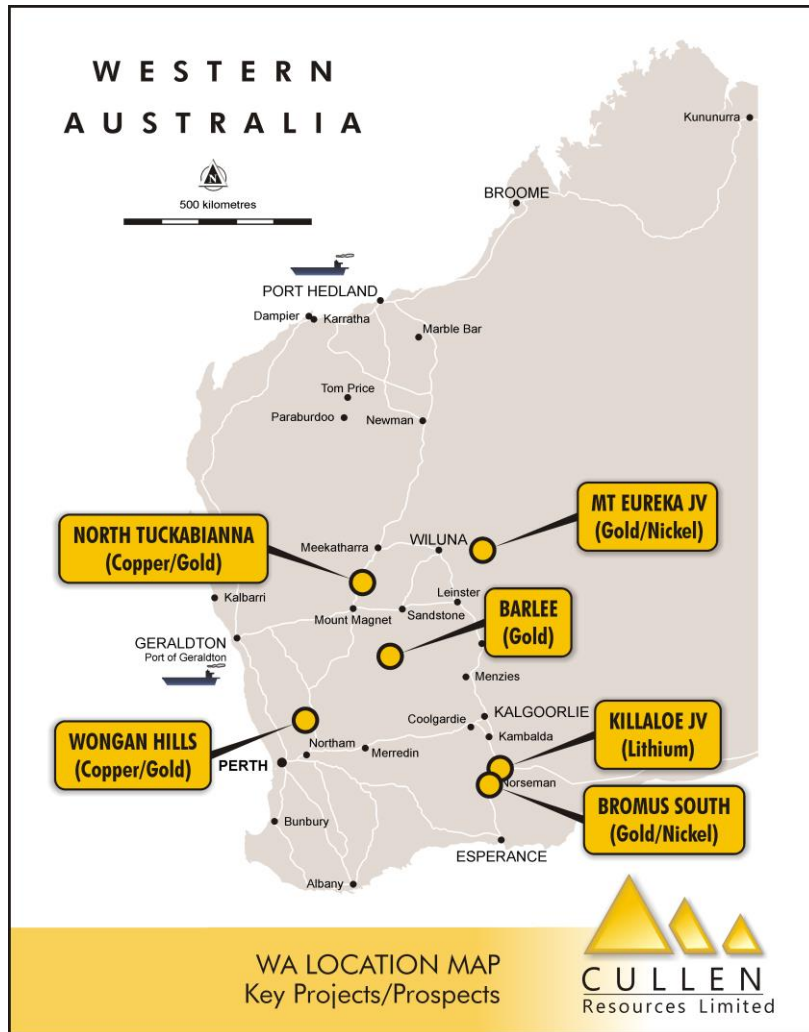 WESTERN
AUSTRALIA
N
500 kilometres
Kununurra
BROOME
PORT HEDLAND
Dampier
Karratha
Marble Bar
Tom Price
Paraburdoo
Newman
MT EUREKA JV
(Gold/Nickel)
NORTH TUCKABIANNA
(Copper/Gold)
Meekatharra
WILUNA
Kalbarri
Leinster
BARLEE
(Gold)
Mount Magnet
Sandstone
GERALDTON
Port of Geraldton
Menzies
KALGOORLIE
Coolgardie
Kambalda
KILLALOE JV
(Lithium)
WONGAN HILLS
(Copper/Gold)
Northam
Merredin
PERTH
Norseman
BROMUS SOUTH
(Gold/Nickel)
Bunbury
ESPERANCE
Albany
WA LOCATION MAP
Key Projects/Prospects
CULLEN
Resources Limited